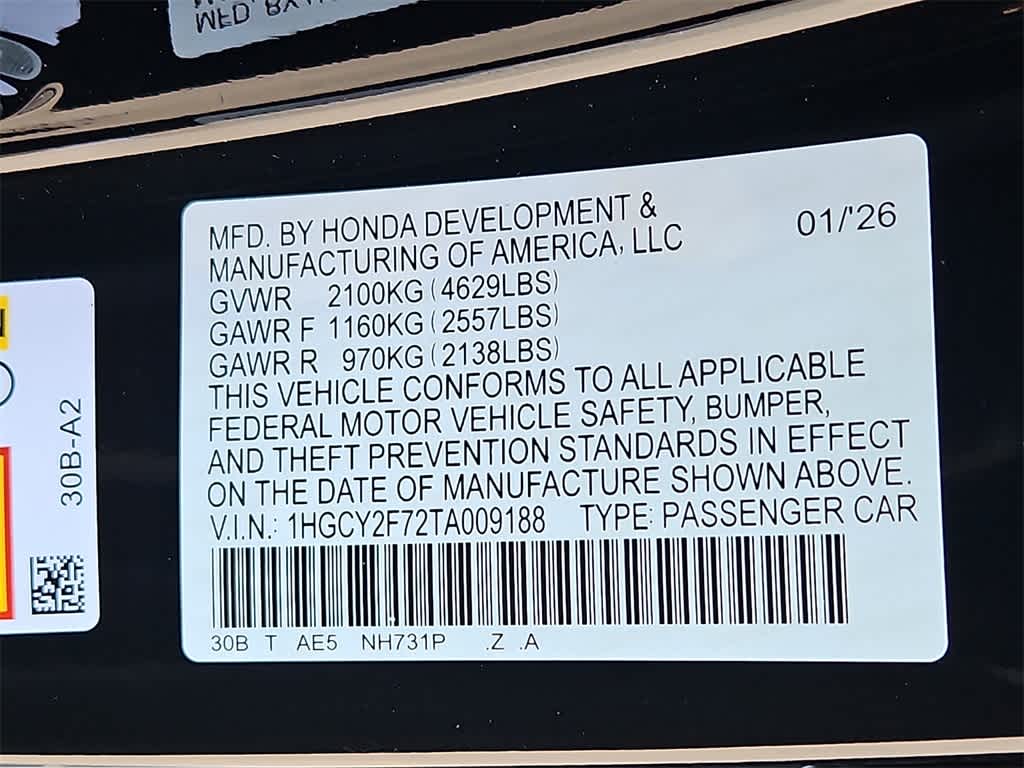 MFD. BY HONDA DEVELOPMENT &
MANUFACTURING OF AMERICA, LLC
01/'26
GVWR 2100KG (4629LBS)
GAWR F 1160KG (2557LBS)
GAWR R 970KG (2138LBS)
THIS VEHICLE CONFORMS TO ALL APPLICABLE
FEDERAL MOTOR VEHICLE SAFETY, BUMPER,
AND THEFT PREVENTION STANDARDS IN EFFECT
ON THE DATE OF MANUFACTURE SHOWN ABOVE.
V.I.N.: 1HGCY2F72TA009188 TYPE: PASSENGER CAR
30B T AE5 NH731P .Z .A
30B-A2